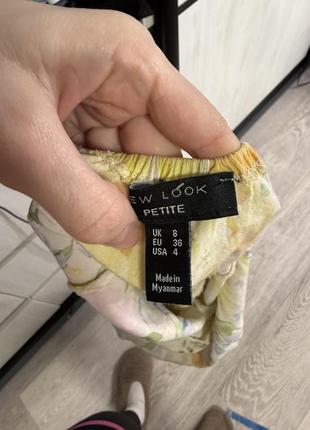 EW LOOK
PETITE
UK 8
EU 36
USA 4
Made in
Myanmar